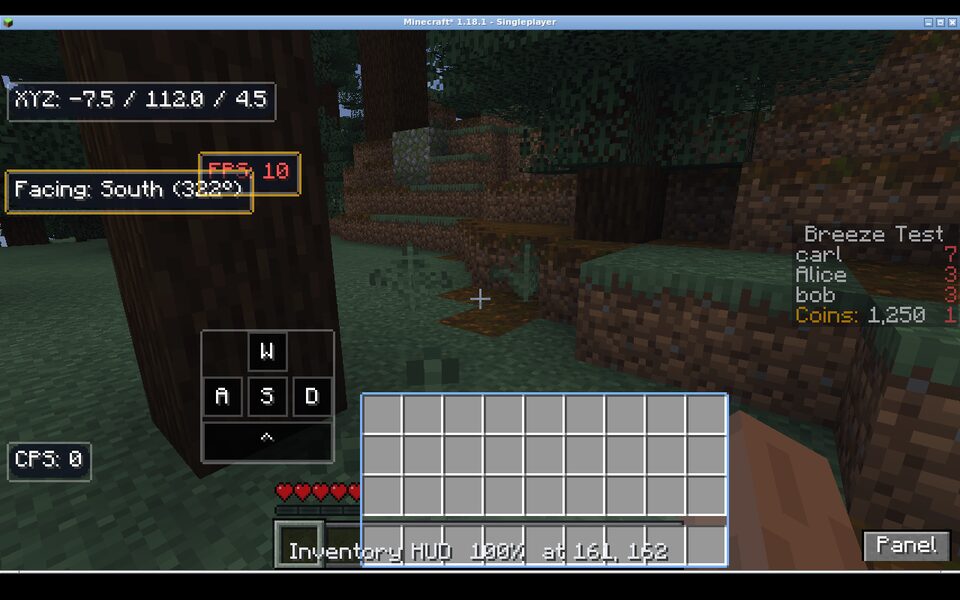 Minecraft* 1.18.1 - Singleplayer
XYZ: -7.5 / 112.0 / 4.5
FPS: 10
Facing: South (322°)
Breeze Test
carl 7
Alice 3
bob 3
Coins: 1,250 1
W
A S D
^
CPS: 0
Inventory HUD 100% at 161, 162
Panel